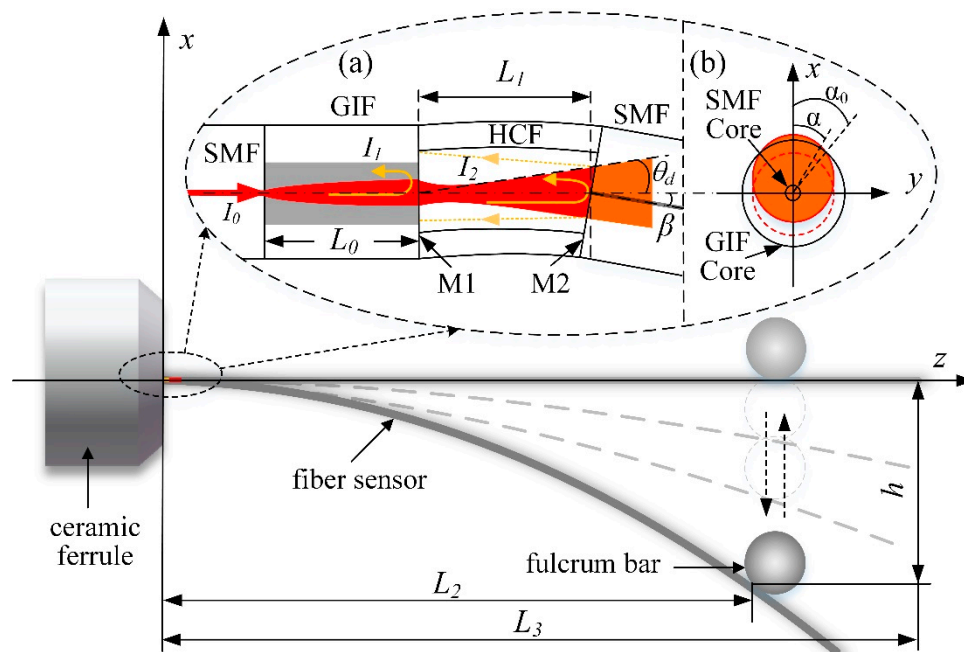 x
(a)
(b)
x
L1
α0
GIF
SMF
SMF
Core
α
HCF
SMF
I1
I2
θd
y
I0
L0
β
GIF
Core
M1
M2
z
fiber sensor
h
ceramic
ferrule
fulcrum bar
L2
L3